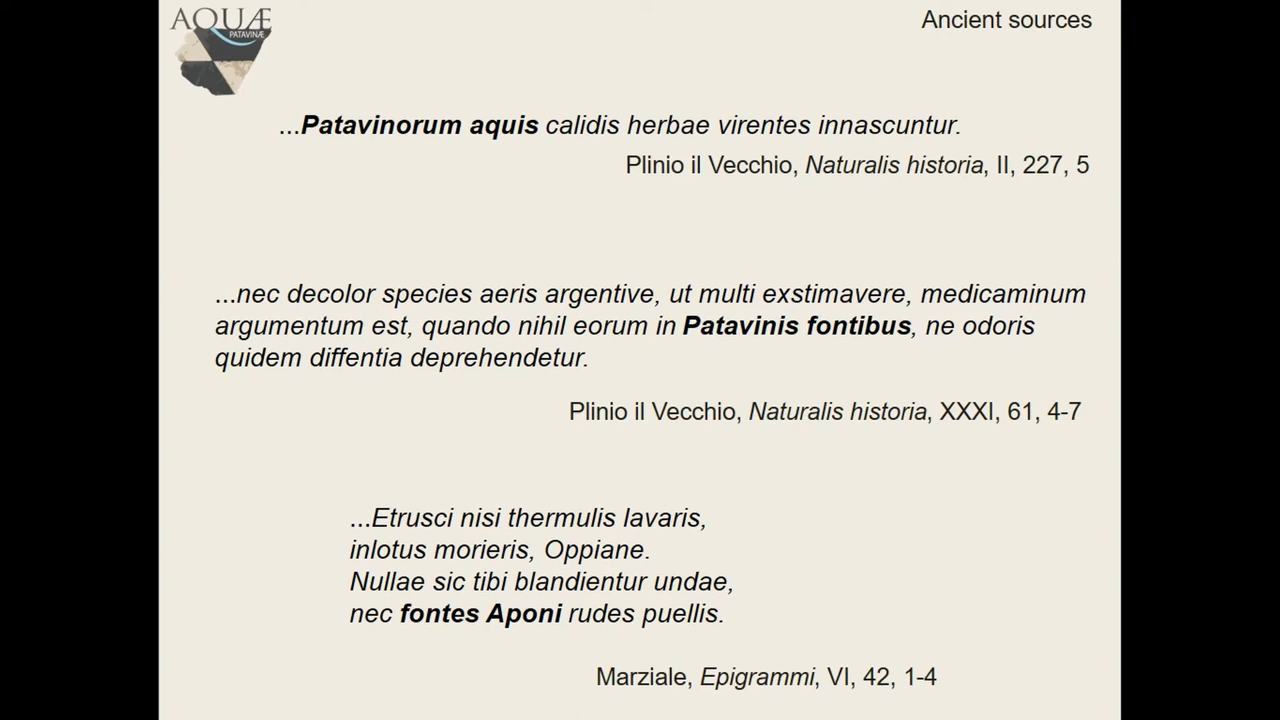 AQUÆ
PATAVINÆ
Ancient sources
...Patavinorum aquis calidis herbae virentes innascuntur.
Plinio il Vecchio, Naturalis historia, II, 227, 5
...nec decolor species aeris argentive, ut multi exstimavere, medicaminum
argumentum est, quando nihil eorum in Patavinis fontibus, ne odoris
quidem diffentia deprehendetur.
Plinio il Vecchio, Naturalis historia, XXXI, 61, 4-7
...Etrusci nisi thermulis lavaris,
inlotus morieris, Oppiane.
Nullae sic tibi blandientur undae,
nec fontes Aponi rudes puellis.
Marziale, Epigrammi, VI, 42, 1-4